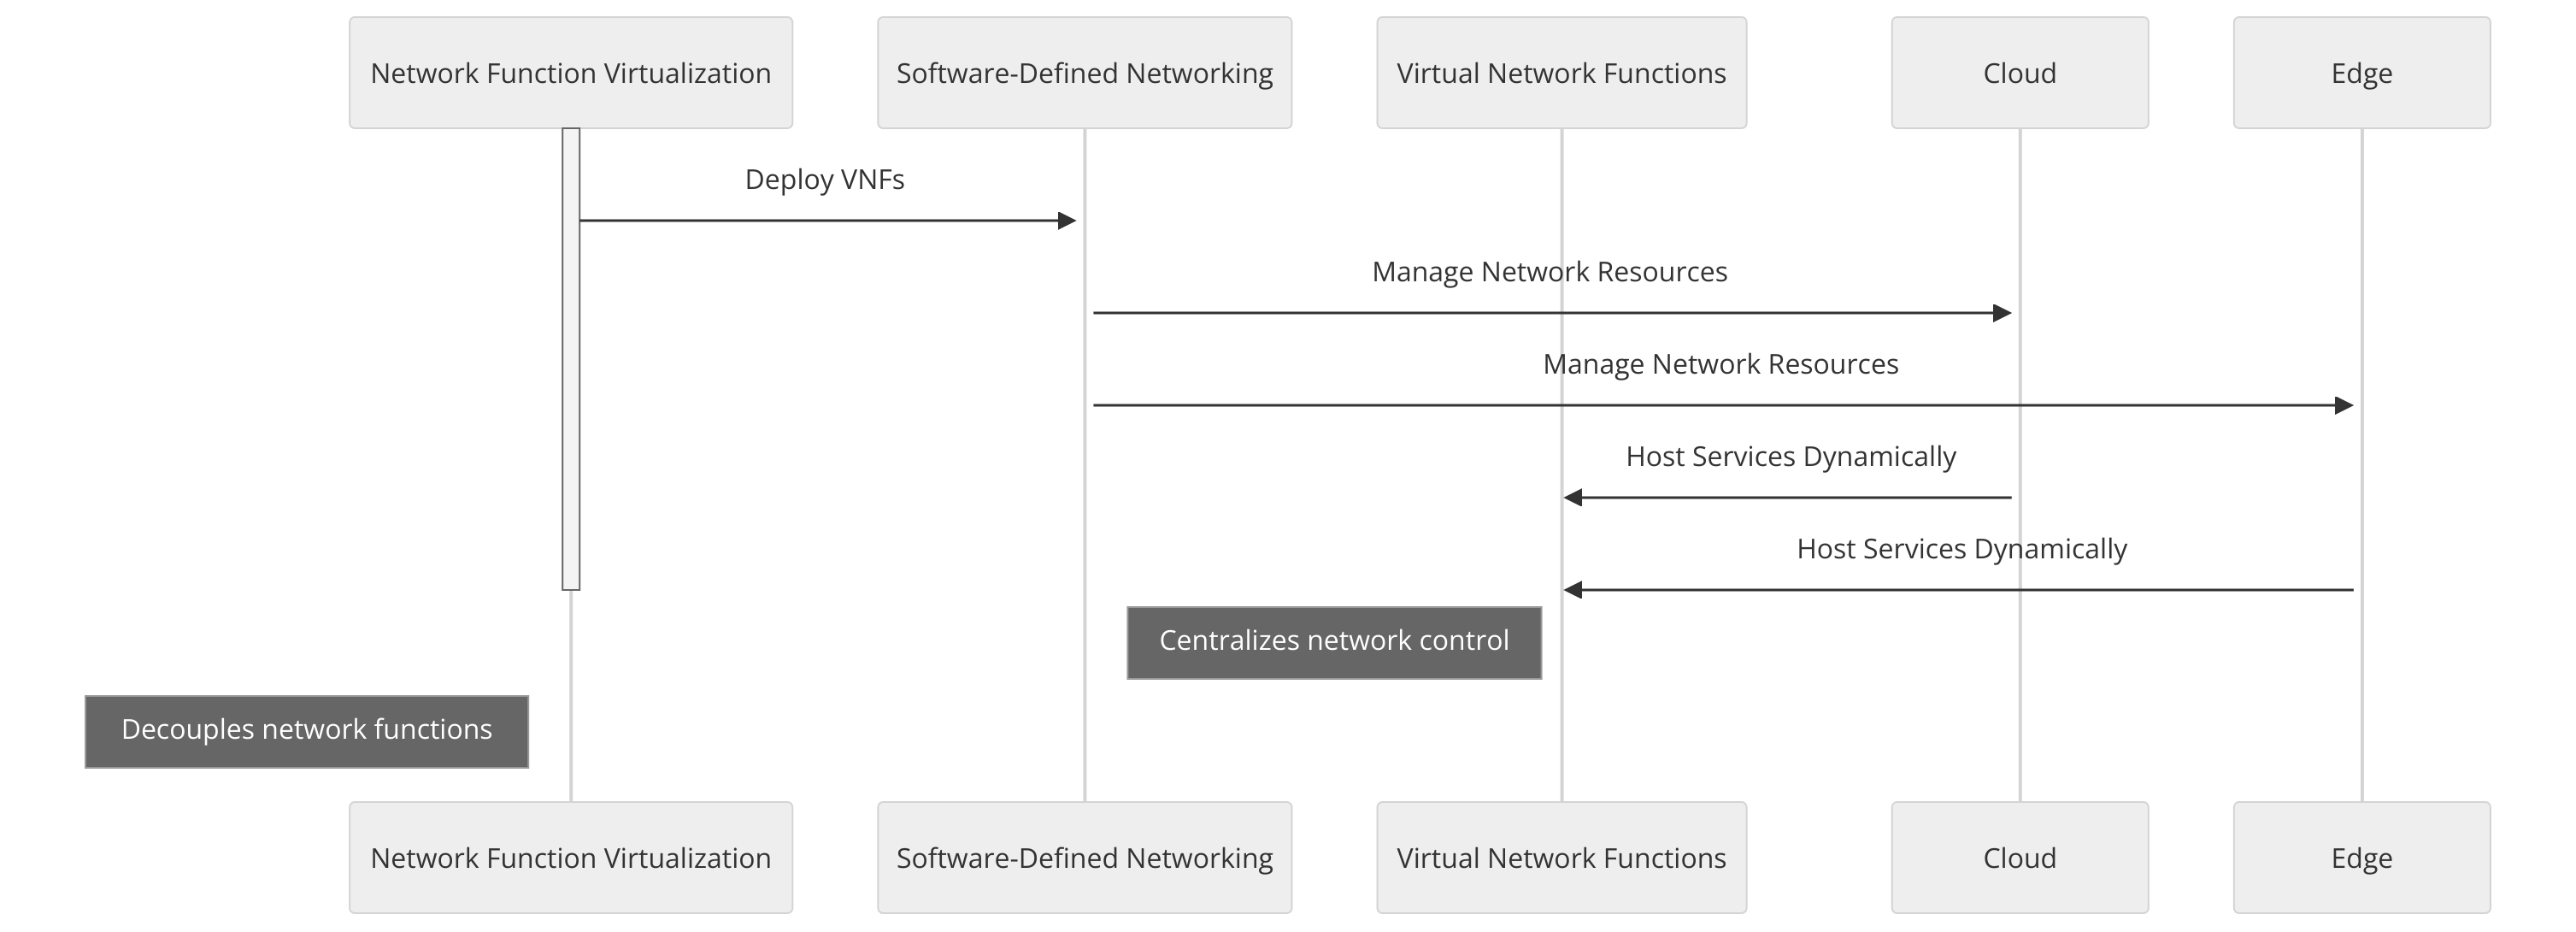 Network Function Virtualization
Software-Defined Networking
Virtual Network Functions
Cloud
Edge
Deploy VNFs
Manage Network Resources
Manage Network Resources
Host Services Dynamically
Host Services Dynamically
Centralizes network control
Decouples network functions
Network Function Virtualization
Software-Defined Networking
Virtual Network Functions
Cloud
Edge